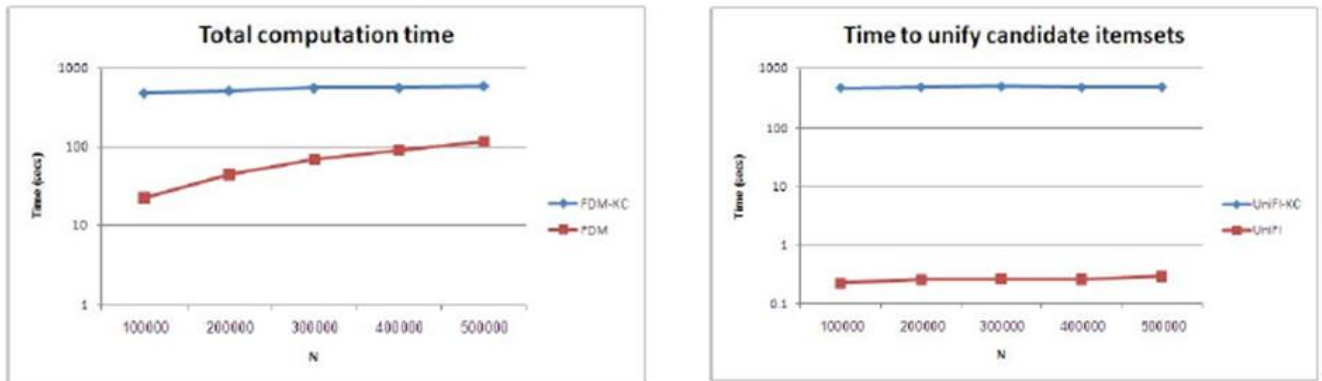 Total computation time
1000
100
10
1
Time (secs)
100000 200000 300000 400000 500000
N
FDM-KC
FDM
Time to unify candidate itemsets
1000
100
10
1
0.1
Time (secs)
100000 200000 300000 400000 500000
N
UniFI-KC
UniFI